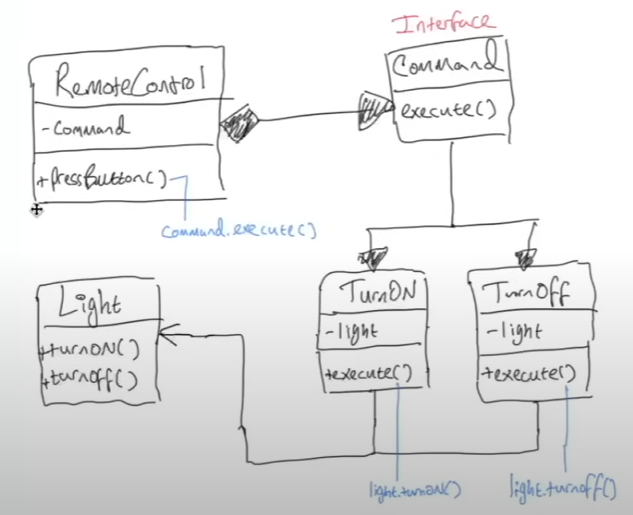 Interface
RemoteControl
-Command
+PressButton()
Command.execute()
Command
execute()
Light
+turnON()
+turnoff()
TurnON
-light
+execute()
light.turnON()
TurnOff
-light
+execute()
light.turnoff()